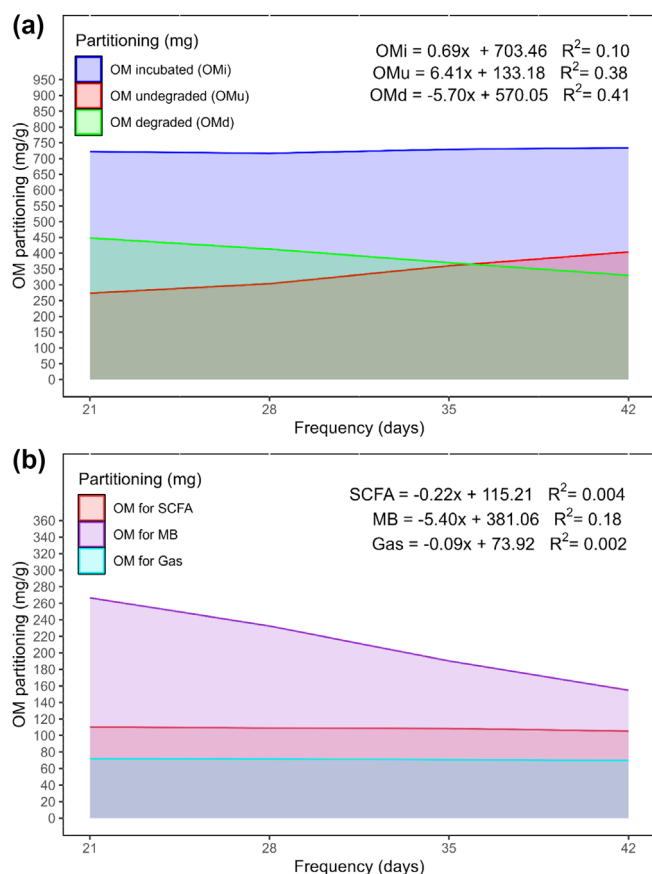 (a)
Partitioning (mg)
OM incubated (OMi)
OM undegraded (OMu)
OM degraded (OMd)
OMi = 0.69x + 703.46 R²= 0.10
OMu = 6.41x + 133.18 R²= 0.38
OMd= -5.70x + 570.05 R²= 0.41
OM partitioning (mg/g)
950
900
850
800
750
700
650
600
550
500
450
400
350
300
250
200
150
100
50
0
21 28 35 42
Frequency (days)
(b)
Partitioning (mg)
OM for SCFA
OM for MB
OM for Gas
SCFA = -0.22x + 115.21 R²= 0.004
MB = -5.40x + 381.06 R²= 0.18
Gas = -0.09x + 73.92 R²= 0.002
OM partitioning (mg/g)
360
340
320
300
280
260
240
220
200
180
160
140
120
100
80
60
40
20
0
21 28 35 42
Frequency (days)